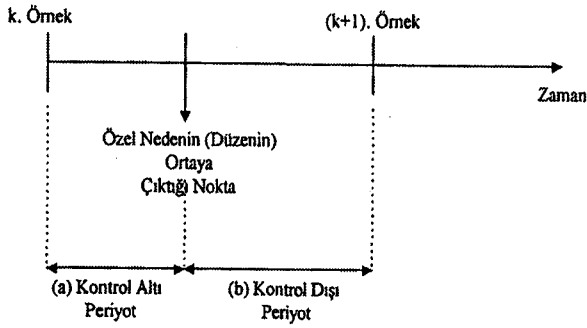 k. Örnek
(k+1). Örnek
Zaman
Özel Nedenin (Düzenin)
Ortaya
Çıktığı Nokta
(a) Kontrol Altı
Periyot
(b) Kontrol Dışı
Periyot